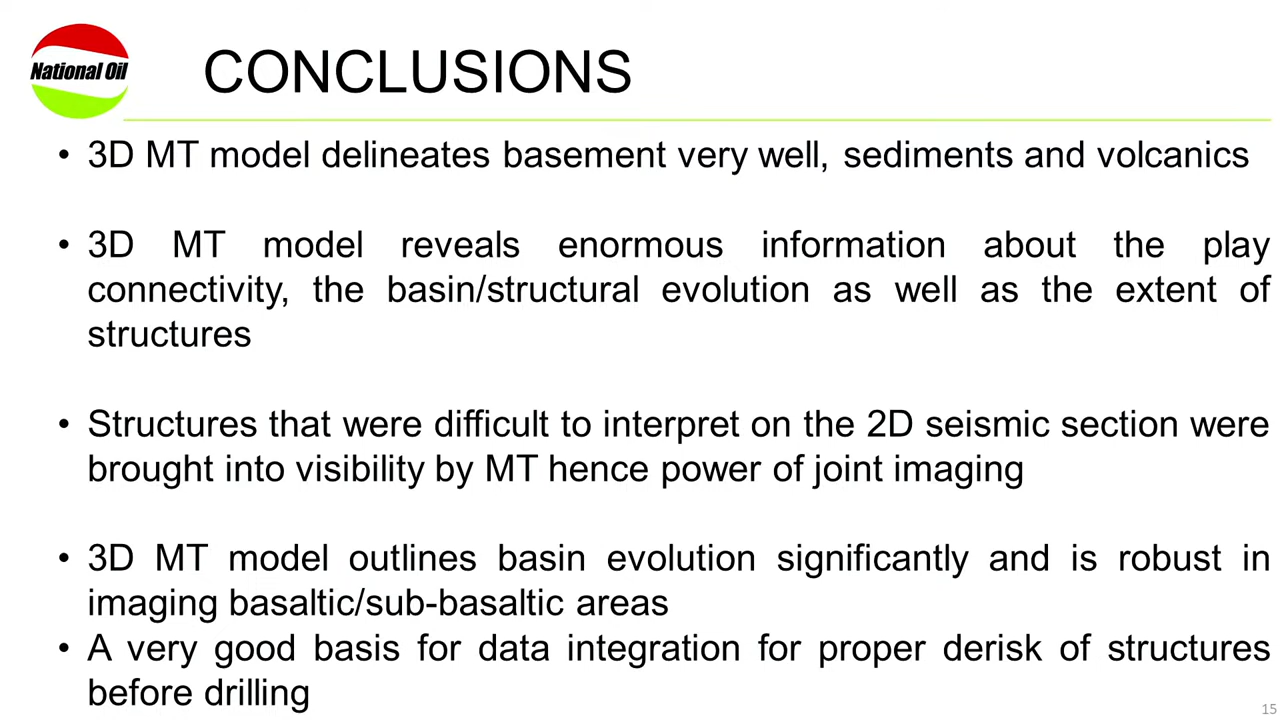 National Oil
CONCLUSIONS
• 3D MT model delineates basement very well, sediments and volcanics
• 3D MT model reveals enormous information about the play
connectivity, the basin/structural evolution as well as the extent of
structures
• Structures that were difficult to interpret on the 2D seismic section were
brought into visibility by MT hence power of joint imaging
• 3D MT model outlines basin evolution significantly and is robust in
imaging basaltic/sub-basaltic areas
• A very good basis for data integration for proper derisk of structures
before drilling
15